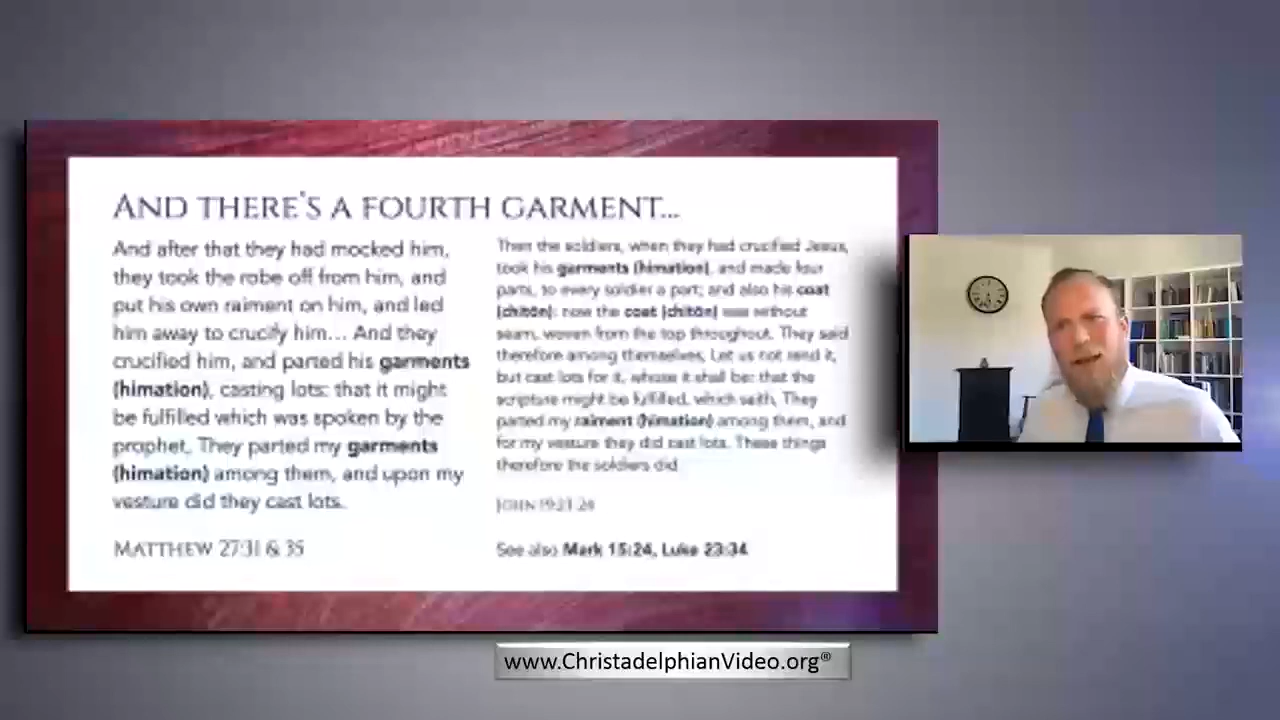 AND THERE'S A FOURTH GARMENT...
And after that they had mocked him,
they took the robe off from him, and
put his own raiment on him, and led
him away to crucify him... And they
crucified him, and parted his garments
(himation), casting lots: that it might
be fulfilled which was spoken by the
prophet, They parted my garments
(himation) among them, and upon my
vesture did they cast lots.
MATTHEW 27:31 & 35
Then the soldiers, when they had crucified Jesus,
took his garments (himation), and made four
parts, to every soldier a part; and also his coat
(chitōn): now the coat (chitōn) was without
seam, woven from the top throughout. They said
therefore among themselves, Let us not rend it,
but cast lots for it, whose it shall be: that the
scripture might be fulfilled, which saith, They
parted my raiment (himation) among them, and
for my vesture they did cast lots. These things
therefore the soldiers did.
JOHN 19:23-24
See also Mark 15:24, Luke 23:34
www.ChristadelphianVideo.org®